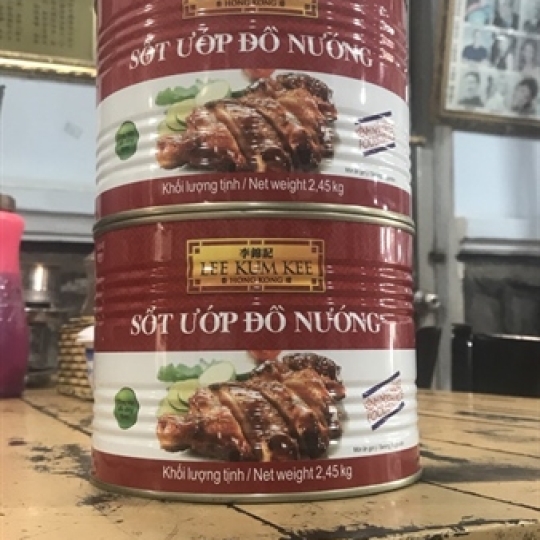 HONG KONG
SỐT ƯỚP ĐỒ NƯỚNG
Khối lượng tịnh / Net weight 2,45 kg
李錦記
LEE KUM KEE
HONG KONG
SỐT ƯỚP ĐỒ NƯỚNG
Khối lượng tịnh / Net weight 2,45 kg